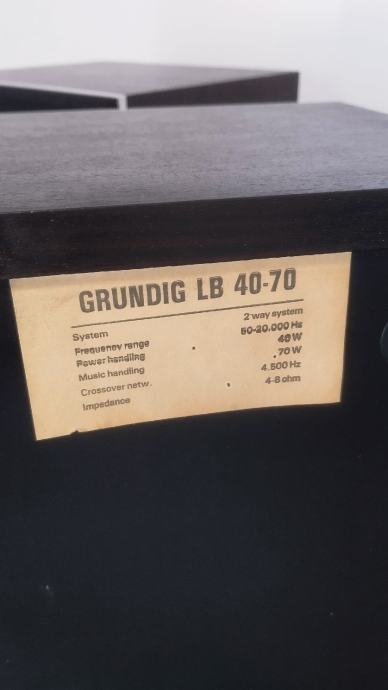 GRUNDIG LB 40-70
System 2 way system
Frequency range 50-20.000 Hz
Power handling 40 W
Music handling 70 W
Crossover netw. 4.500 Hz
Impedance 4-8 ohm